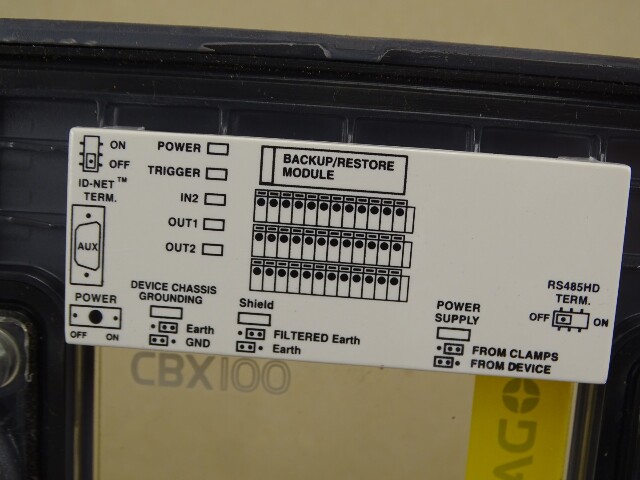 ON
OFF
ID-NET™
TERM.
AUX
POWER
OFF ON
POWER
TRIGGER
IN2
OUT1
OUT2
BACKUP/RESTORE
MODULE
DEVICE CHASSIS
GROUNDING
Earth
GND
Shield
FILTERED Earth
Earth
POWER
SUPPLY
FROM CLAMPS
FROM DEVICE
RS485HD
TERM.
OFF ON
CBX100